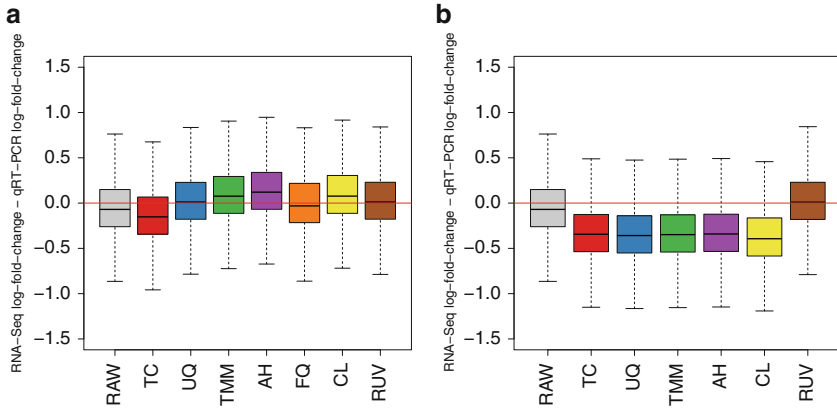 a
RNA-Seq log-fold-change - qRT-PCR log-fold-change
1.5
1.0
0.5
0.0
−0.5
−1.0
−1.5
RAW
TC
UQ
TMM
AH
FQ
CL
RUV
b
RNA-Seq log-fold-change - qRT-PCR log-fold-change
1.5
1.0
0.5
0.0
−0.5
−1.0
−1.5
RAW
TC
UQ
TMM
AH
CL
RUV